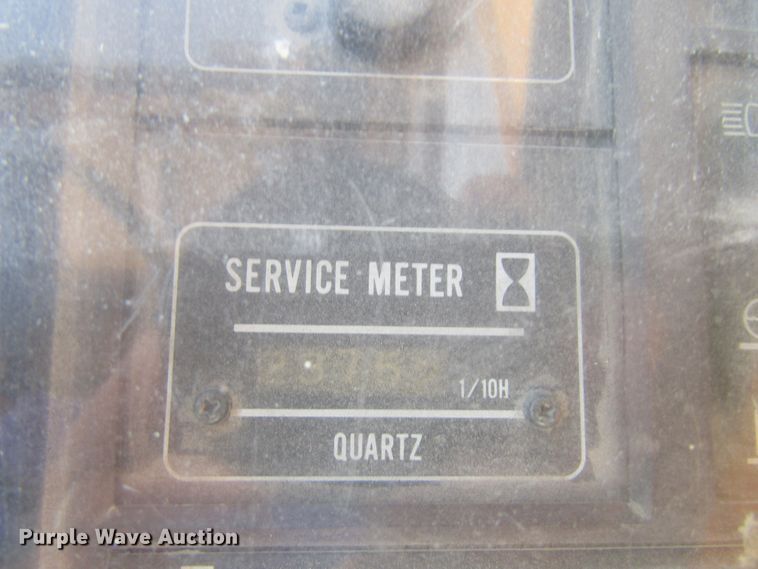 SERVICE METER
1/10H
QUARTZ
Purple Wave Auction